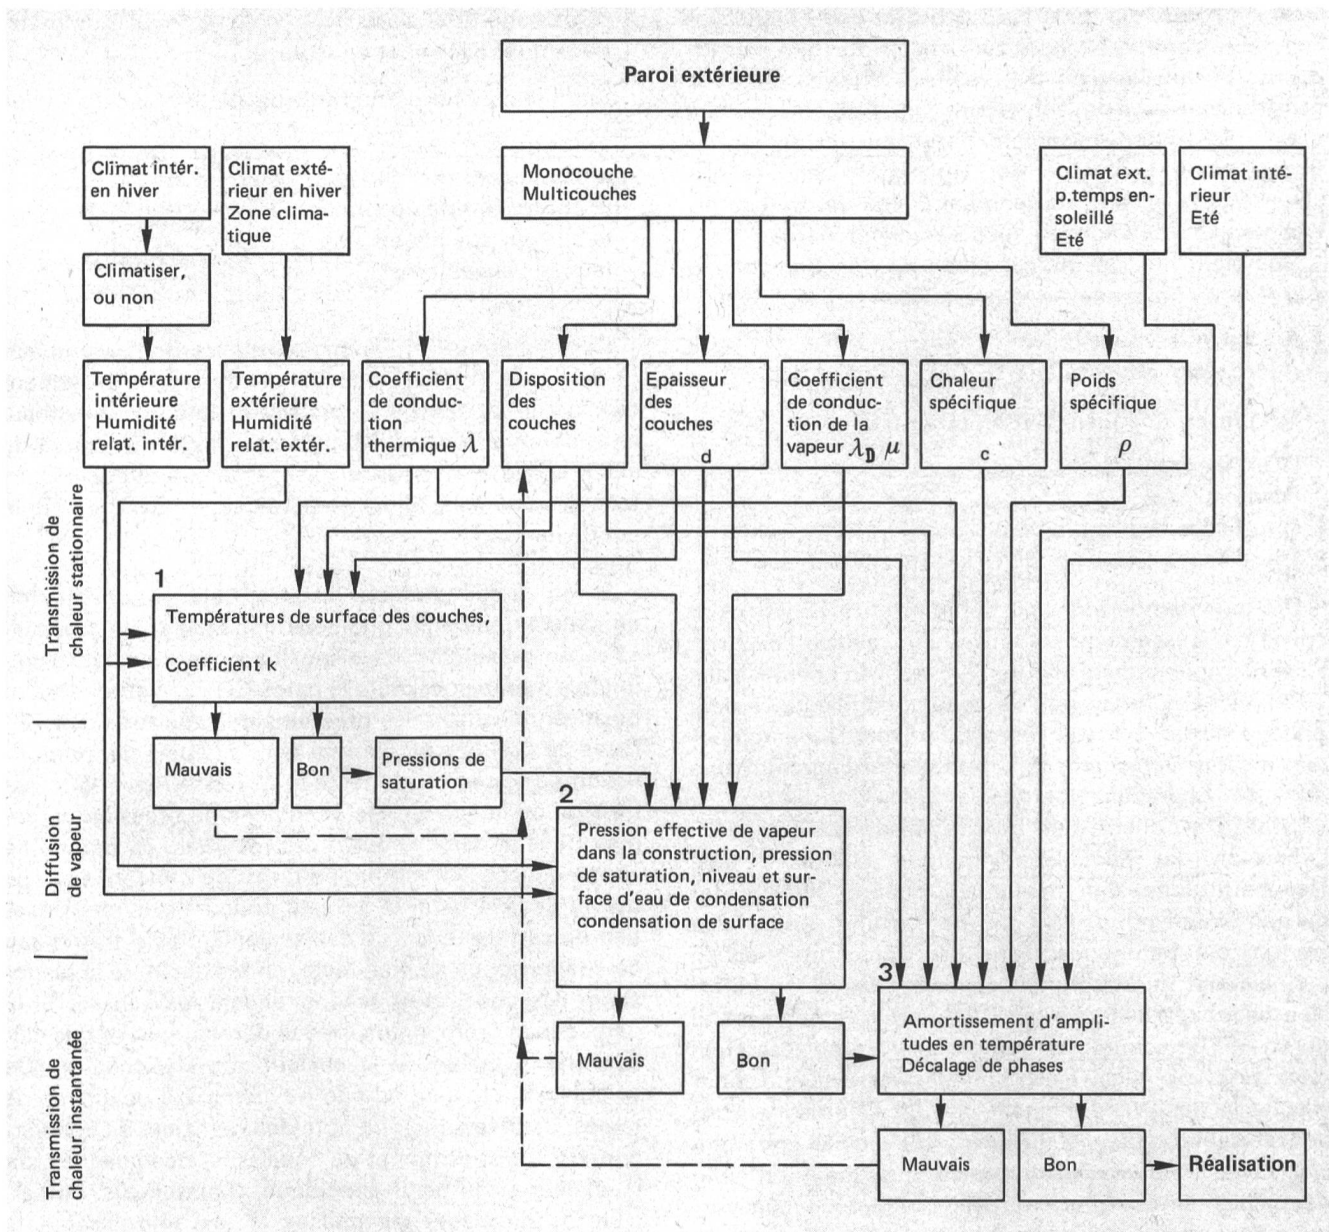 Paroi extérieure
Climat intér.
en hiver
Climat exté-
rieur en hiver
Zone clima-
tique
Monocouche
Multicouches
Climat ext.
p.temps en-
soleillé
Eté
Climat inté-
rieur
Eté
Climatiser,
ou non
Température
intérieure
Humidité
relat. intér.
Température
extérieure
Humidité
relat. extér.
Coefficient
de conduc-
tion
thermique λ
Disposition
des
couches
Epaisseur
des
couches
d
Coefficient
de conduc-
tion de la
vapeur λD μ
Chaleur
spécifique
c
Poids
spécifique
ρ
Transmission de
chaleur stationnaire
1
Températures de surface des couches,
Coefficient k
Mauvais
Bon
Pressions de
saturation
Diffusion
de vapeur
2
Pression effective de vapeur
dans la construction, pression
de saturation, niveau et sur-
face d'eau de condensation
condensation de surface
Mauvais
Bon
3
Amortissement d'ampli-
tudes en température
Décalage de phases
Transmission de
chaleur instantanée
Mauvais
Bon
Réalisation